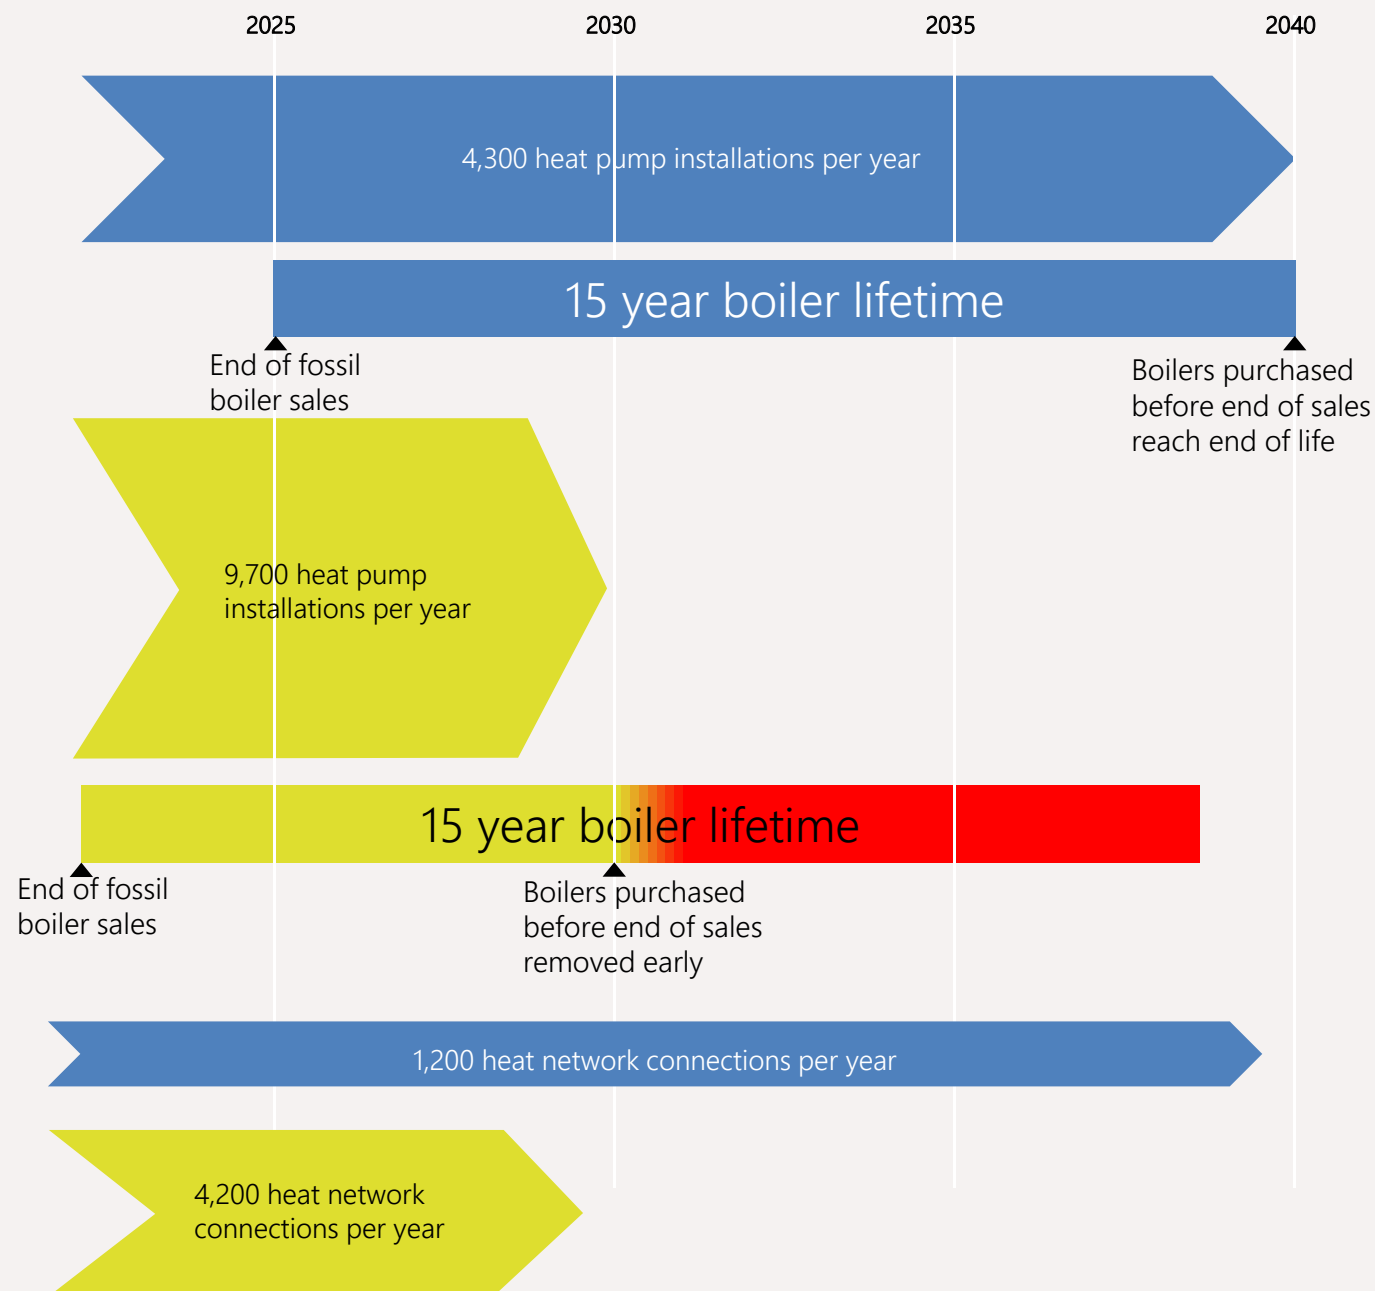 2025 2030 2035 2040
4,300 heat pump installations per year
15 year boiler lifetime
End of fossil
boiler sales
Boilers purchased
before end of sales
reach end of life
9,700 heat pump
installations per year
15 year boiler lifetime
End of fossil
boiler sales
Boilers purchased
before end of sales
removed early
1,200 heat network connections per year
4,200 heat network
connections per year